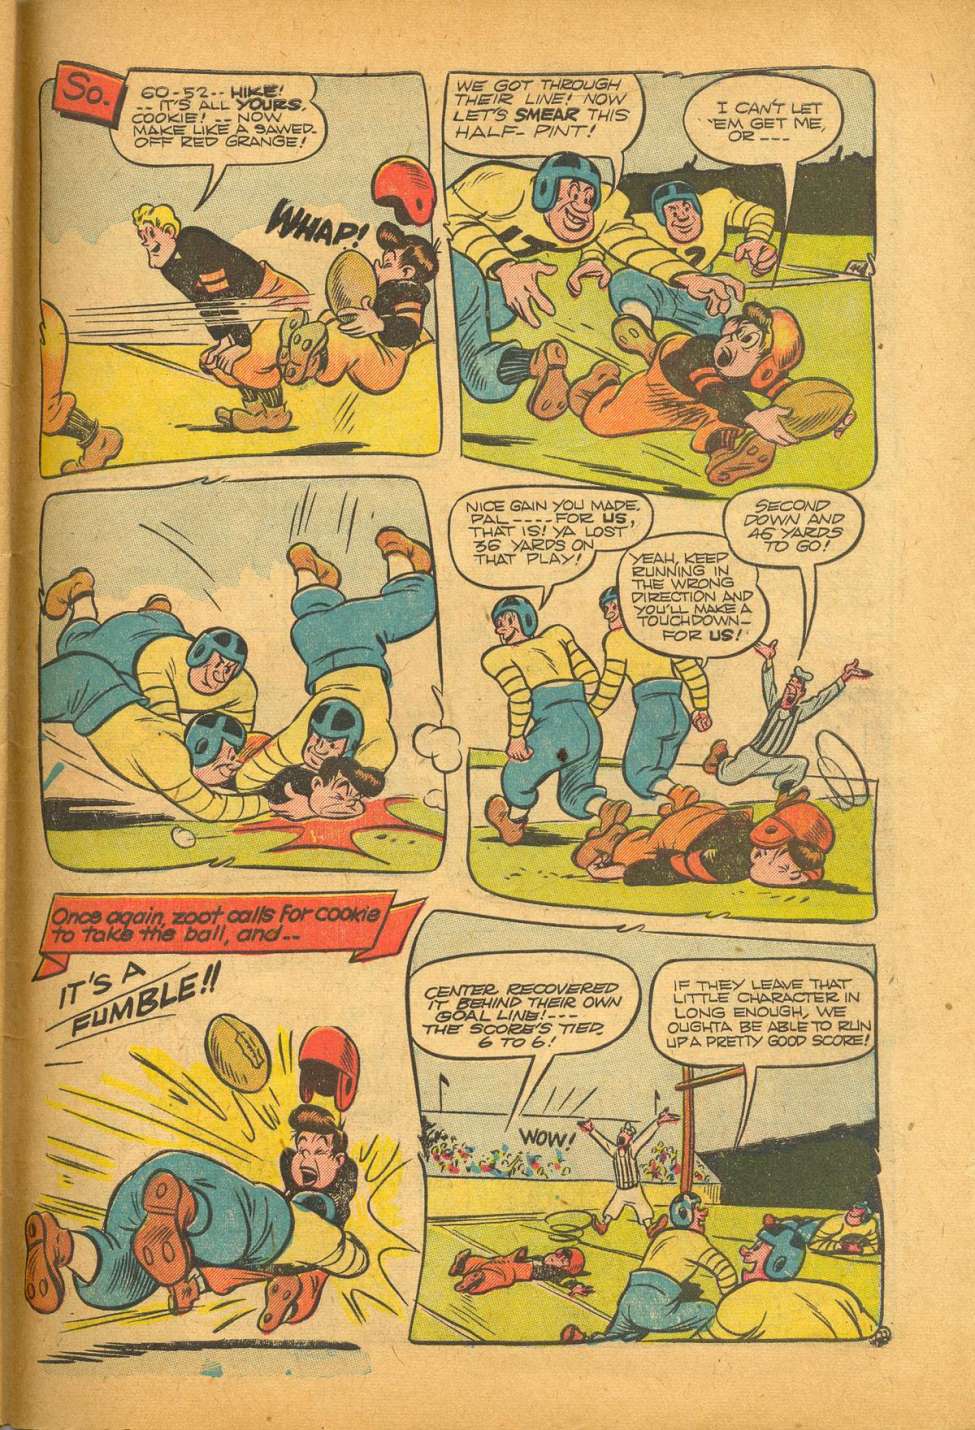 So.
60-52-- HIKE!
-- IT'S ALL YOURS,
COOKIE! -- NOW
MAKE LIKE A SAWED-
OFF RED GRANGE!
WHAP!
WE GOT THROUGH
THEIR LINE! NOW
LET'S SMEAR THIS
HALF-PINT!
I CAN'T LET
'EM GET ME,
OR ---
17
2
NICE GAIN YOU MADE,
PAL ---- FOR US,
THAT IS! YA LOST
36 YARDS ON
THAT PLAY!
YEAH, KEEP
RUNNING IN
THE WRONG
DIRECTION AND
YOU'LL MAKE A
TOUCHDOWN--
FOR US!
SECOND
DOWN AND
46 YARDS
TO GO!
Once again, zoot calls for cookie
to take the ball, and--
IT'S A
FUMBLE!!
CENTER RECOVERED
IT BEHIND THEIR OWN
GOAL LINE! ---
THE SCORE'S TIED,
6 TO 6!
IF THEY LEAVE THAT
LITTLE CHARACTER IN
LONG ENOUGH, WE
OUGHTA BE ABLE TO RUN
UP A PRETTY GOOD SCORE!
WOW!